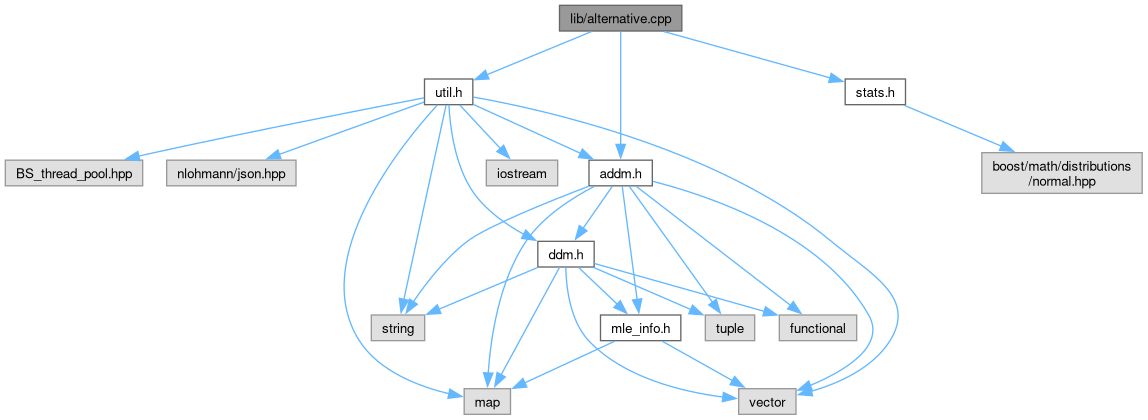 lib/alternative.cpp
util.h
stats.h
BS_thread_pool.hpp
nlohmann/json.hpp
iostream
addm.h
boost/math/distributions
/normal.hpp
ddm.h
string
mle_info.h
tuple
functional
map
vector